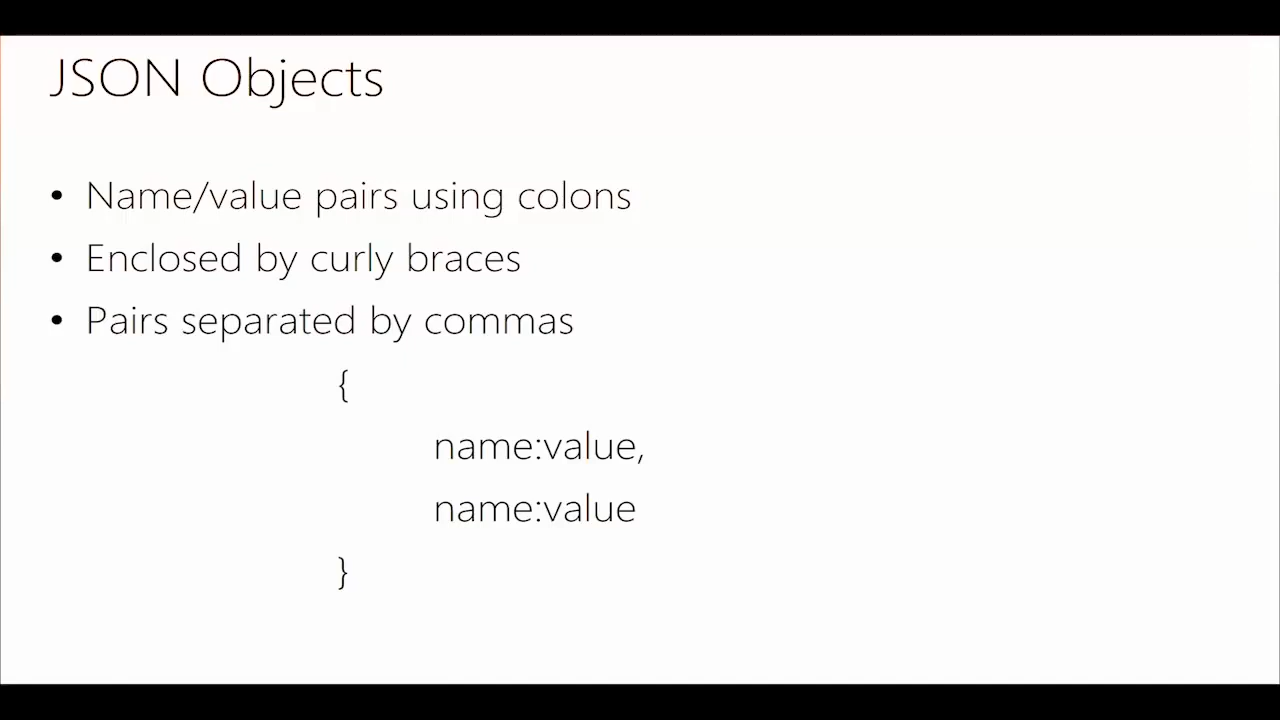 JSON Objects
• Name/value pairs using colons
• Enclosed by curly braces
• Pairs separated by commas
{
name:value,
name:value
}